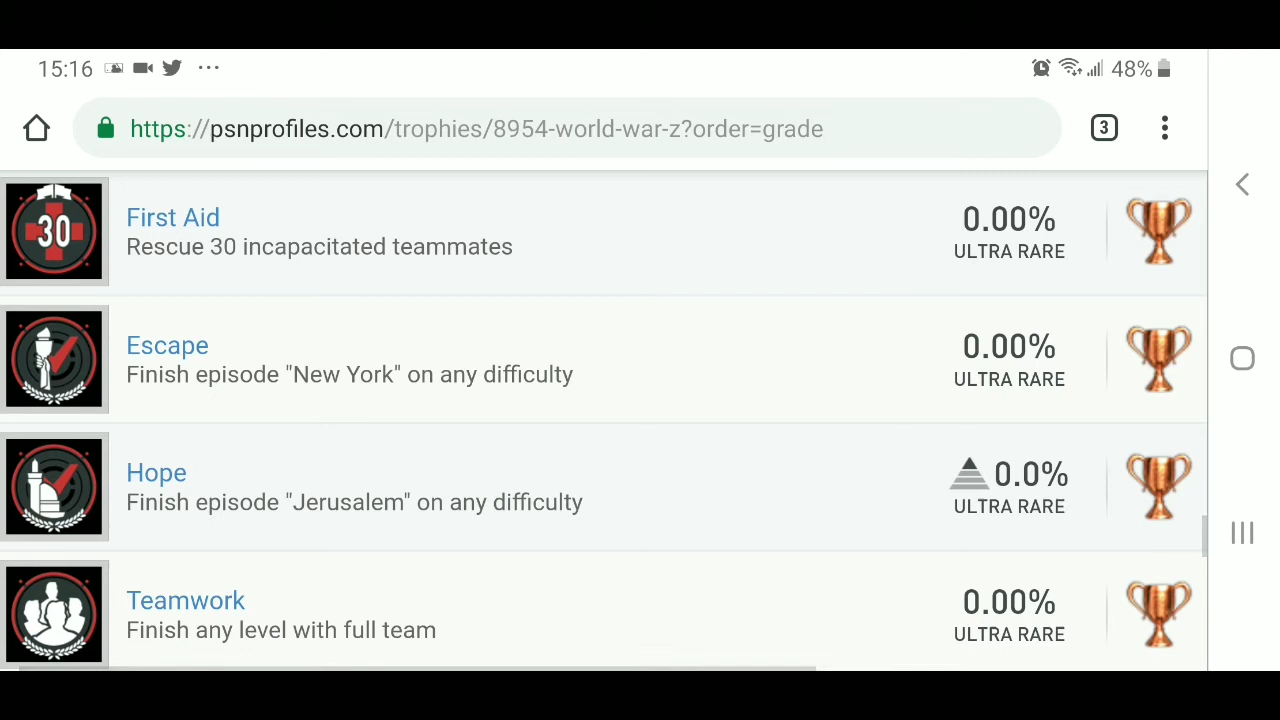 15:16 ... 48%
https://psnprofiles.com/trophies/8954-world-war-z?order=grade 3
30
First Aid
Rescue 30 incapacitated teammates
0.00%
ULTRA RARE
Escape
Finish episode "New York" on any difficulty
0.00%
ULTRA RARE
Hope
Finish episode "Jerusalem" on any difficulty
0.0%
ULTRA RARE
Teamwork
Finish any level with full team
0.00%
ULTRA RARE